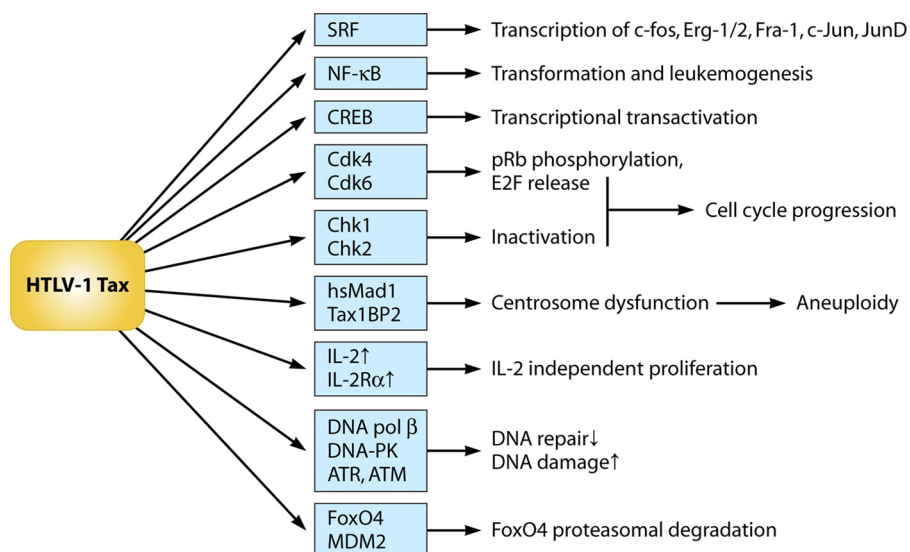 HTLV-1 Tax
SRF
Transcription of c-fos, Erg-1/2, Fra-1, c-Jun, JunD
NF-κB
Transformation and leukemogenesis
CREB
Transcriptional transactivation
Cdk4
Cdk6
pRb phosphorylation,
E2F release
Chk1
Chk2
Inactivation
Cell cycle progression
hsMad1
Tax1BP2
Centrosome dysfunction
Aneuploidy
IL-2↑
IL-2Rα↑
IL-2 independent proliferation
DNA pol β
DNA-PK
ATR, ATM
DNA repair↓
DNA damage↑
FoxO4
MDM2
FoxO4 proteasomal degradation